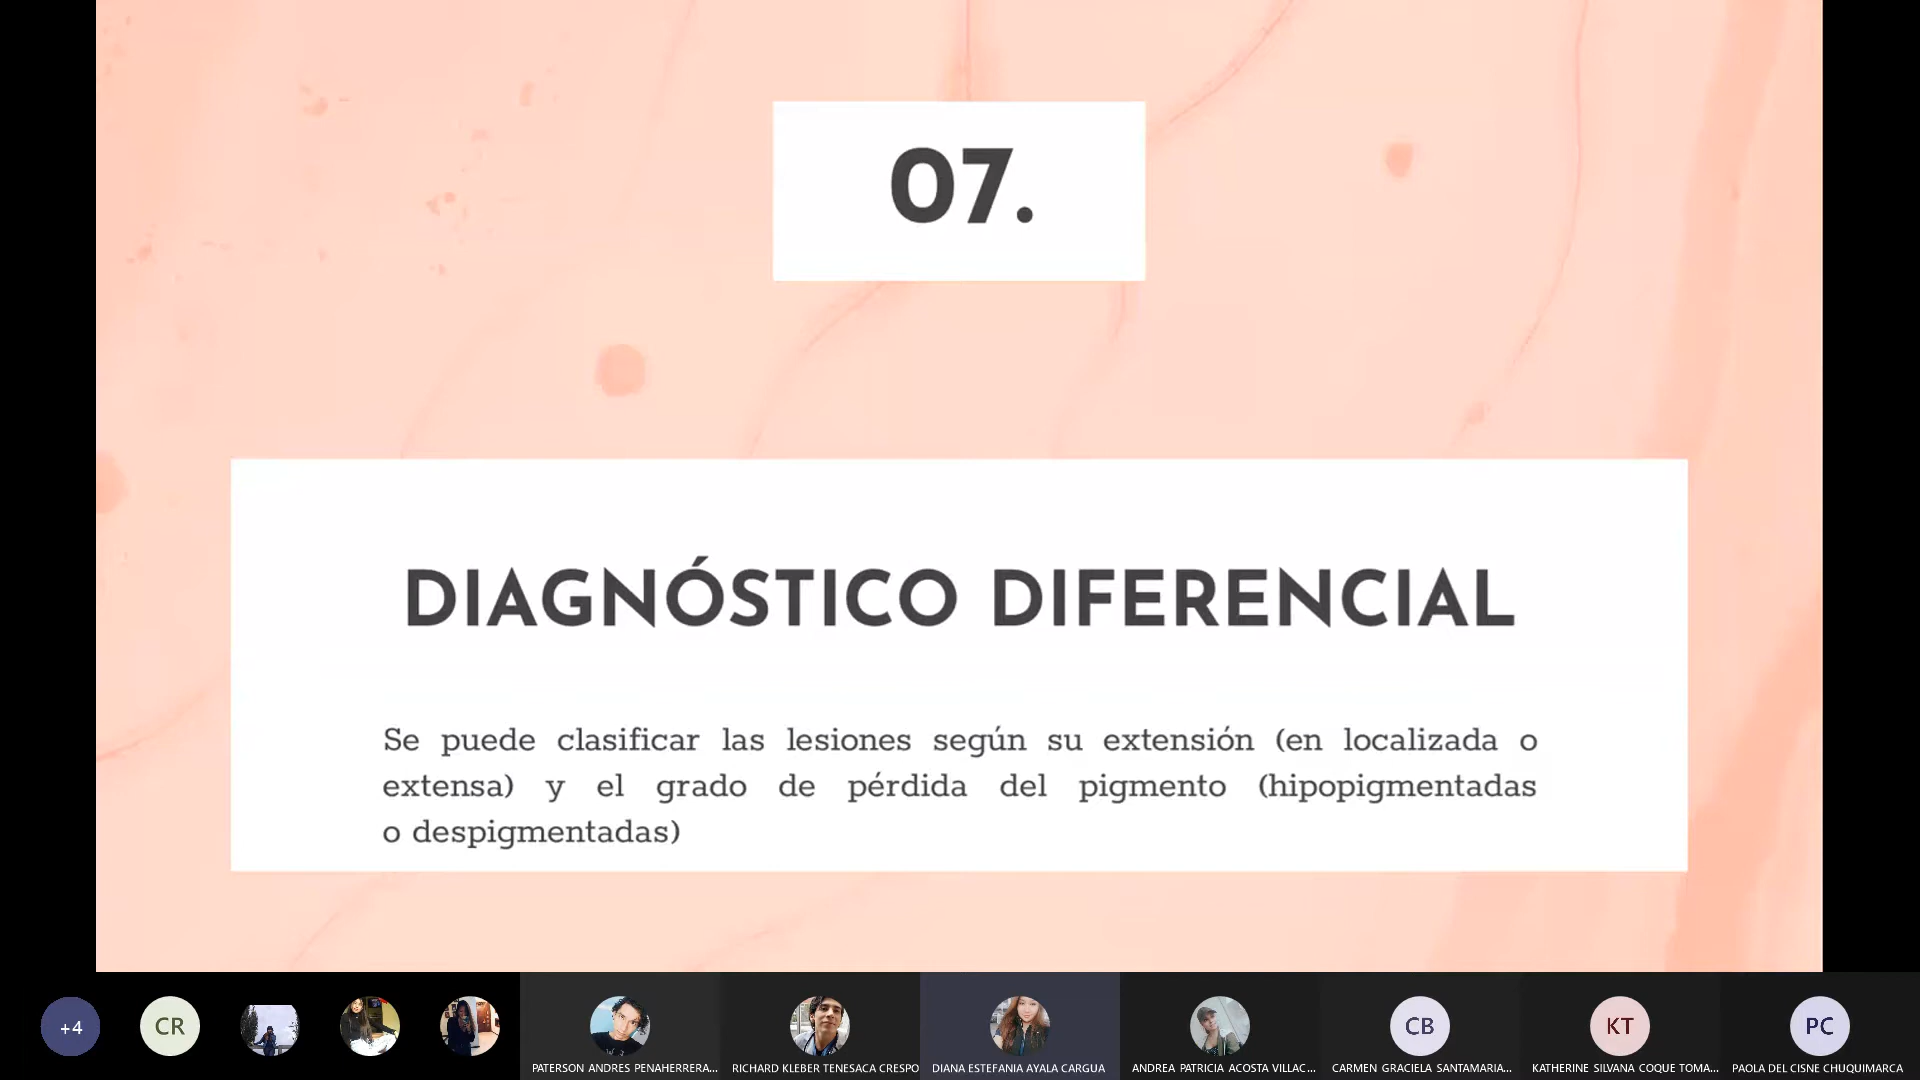 07.
DIAGNÓSTICO DIFERENCIAL
Se puede clasificar las lesiones según su extensión (en localizada o
extensa) y el grado de pérdida del pigmento (hipopigmentadas
o despigmentadas)
+4
CR
CB
KT
PC
PATERSON ANDRES PENAHERRERA...
RICHARD KLEBER TENESACA CRESPO
DIANA ESTEFANIA AYALA CARGUA
ANDREA PATRICIA ACOSTA VILLAC...
CARMEN GRACIELA SANTAMARIA...
KATHERINE SILVANA COQUE TOMA...
PAOLA DEL CISNE CHUQUIMARCA